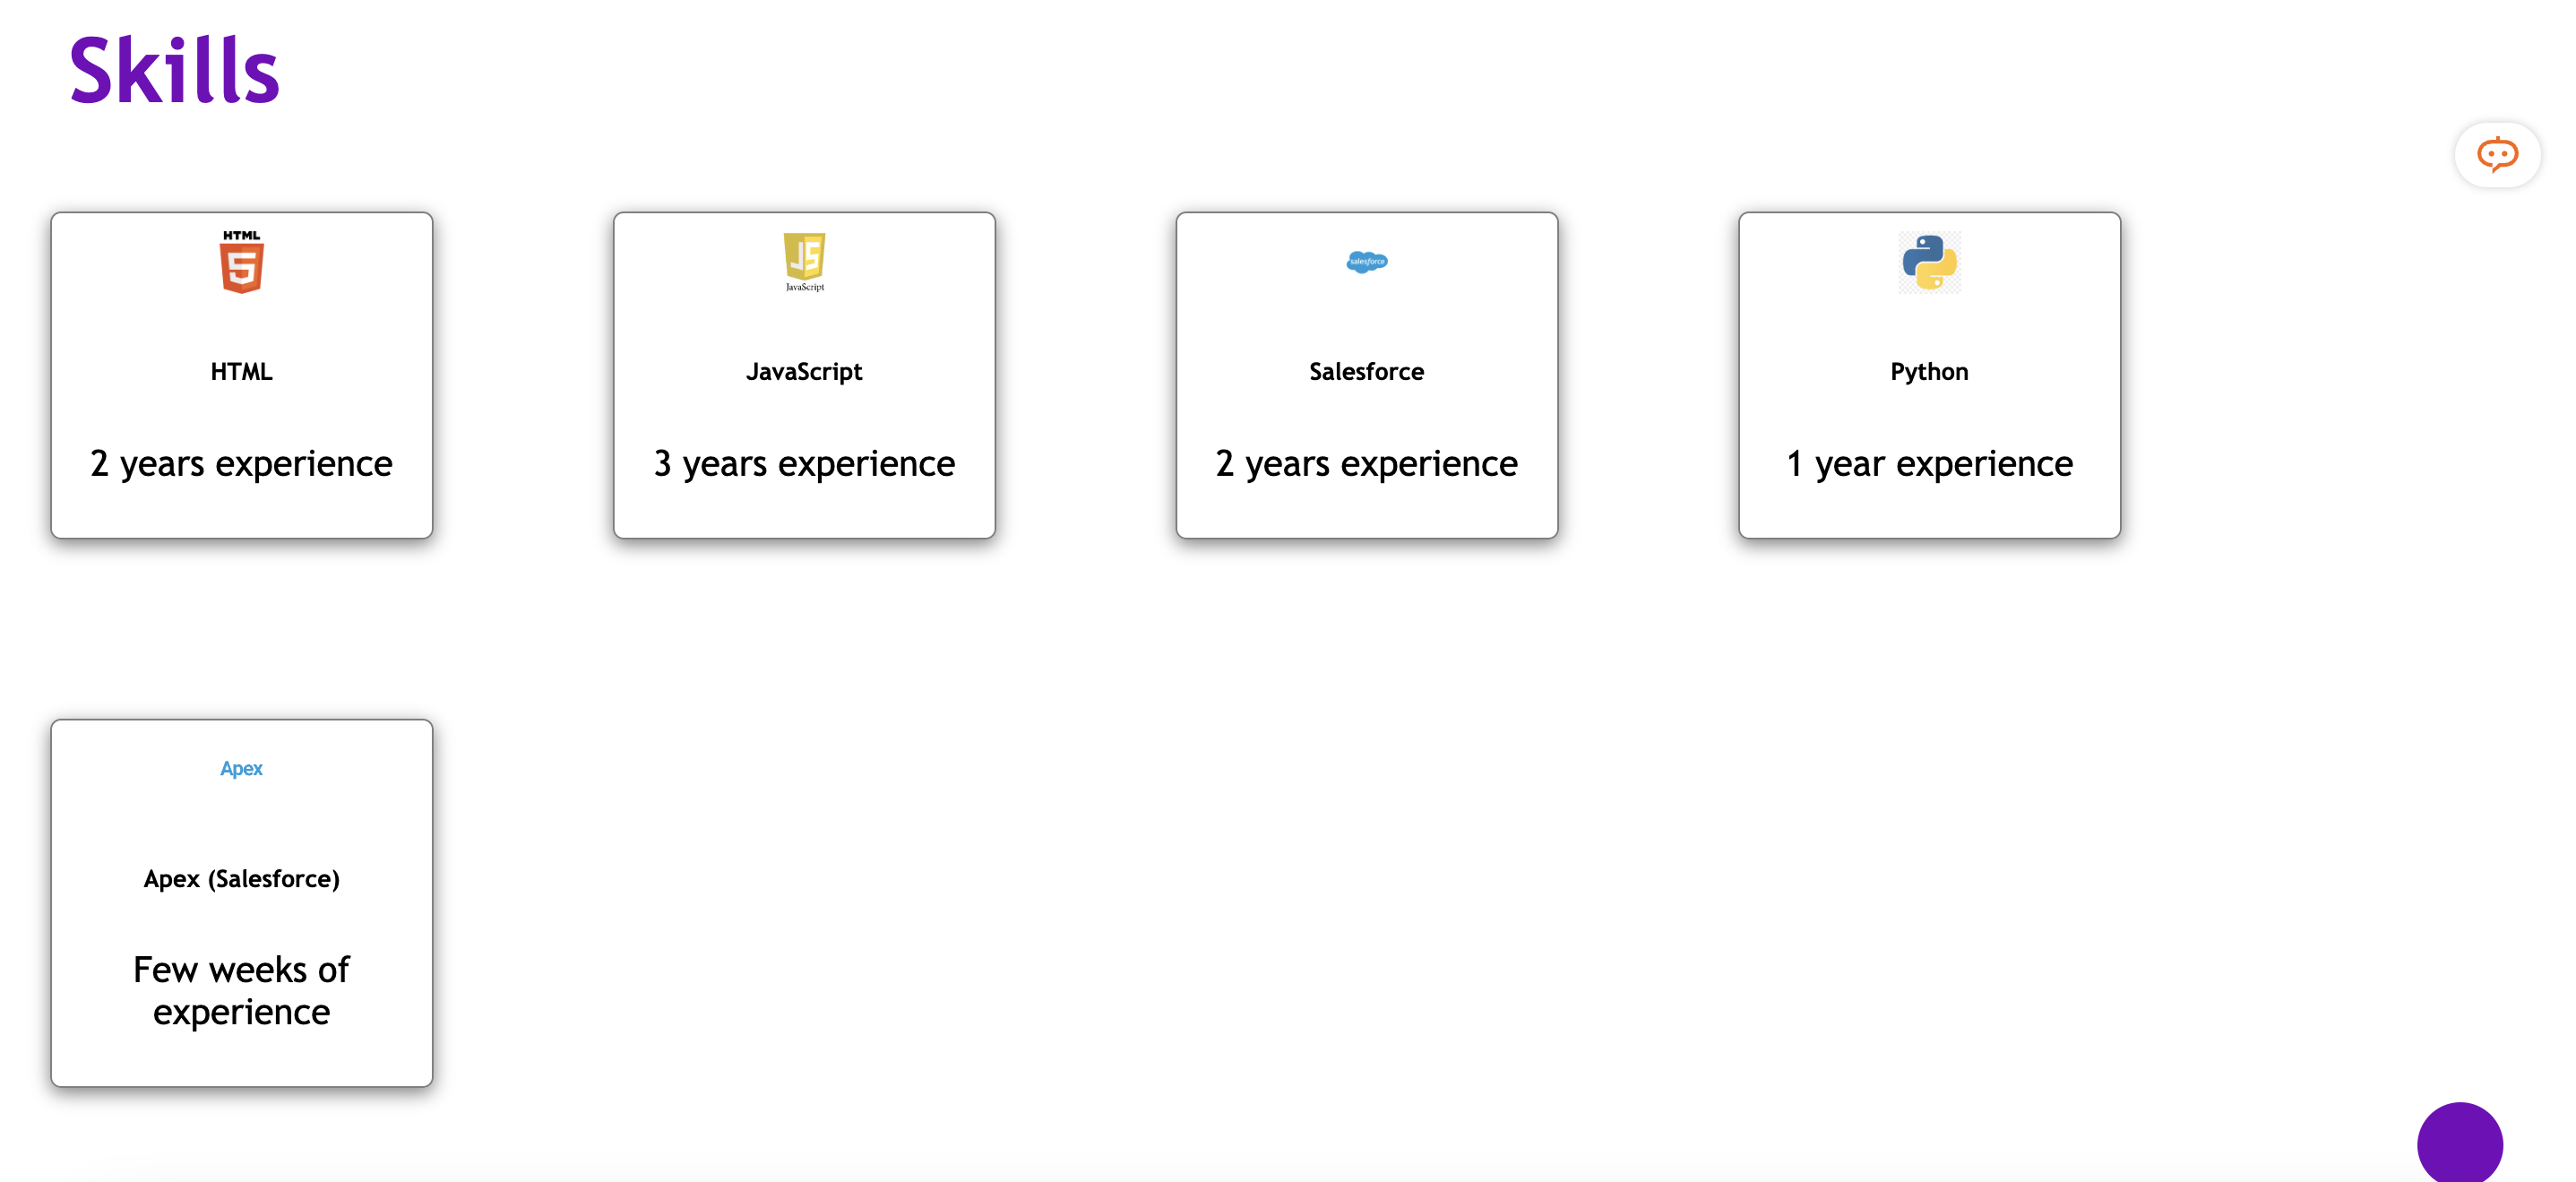 Skills
HTML
5
HTML
2 years experience
JS
JavaScript
JavaScript
3 years experience
salesforce
Salesforce
2 years experience
Python
1 year experience
Apex
Apex (Salesforce)
Few weeks of
experience